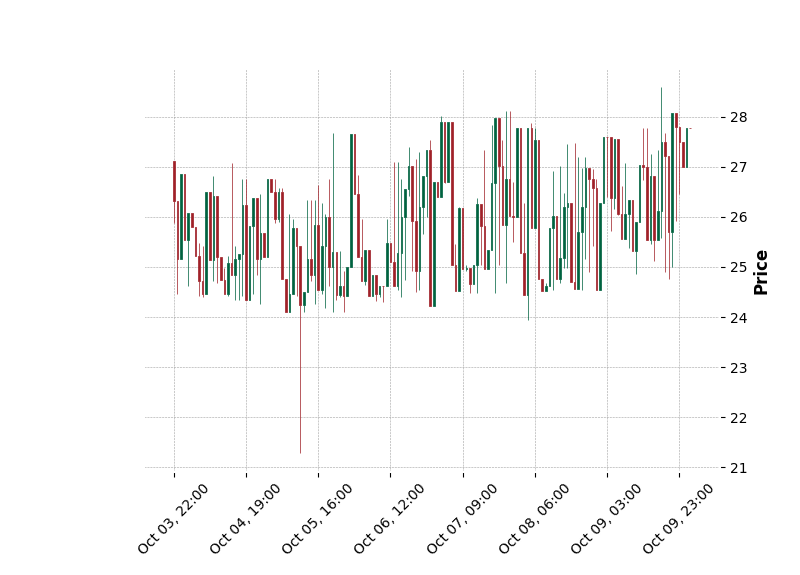 28
27
26
25
24
23
22
21
Price
Oct 03, 22:00
Oct 04, 19:00
Oct 05, 16:00
Oct 06, 12:00
Oct 07, 09:00
Oct 08, 06:00
Oct 09, 03:00
Oct 09, 23:00